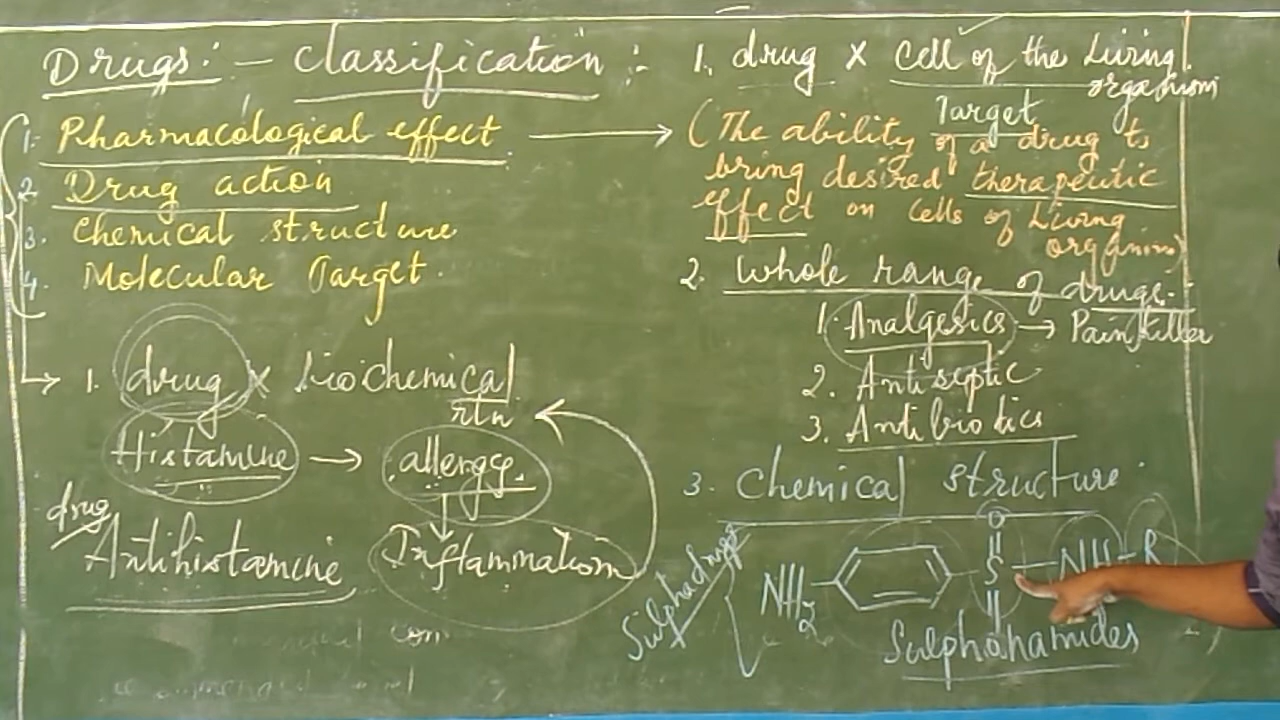 Drugs: - Classification :-
1. Pharmacological effect →
2. Drug action
3. Chemical structure
4. Molecular Target.
→ 1. drug x biochemical
rtn
Histamine → allergy.
drug
Antihistamine
Inflammation
1. drug x Cell of the Living
organism
Target
(The ability of a drug to
bring desired therapeutic
effect on cells of Living
organism)
2. Whole range of drugs.
1. Analgesics → Painkiller
2. Antiseptic
3. Antibiotics
3. Chemical structure.
Sulphadrugs
O
NH2 S - NH - R
Sulphanamides